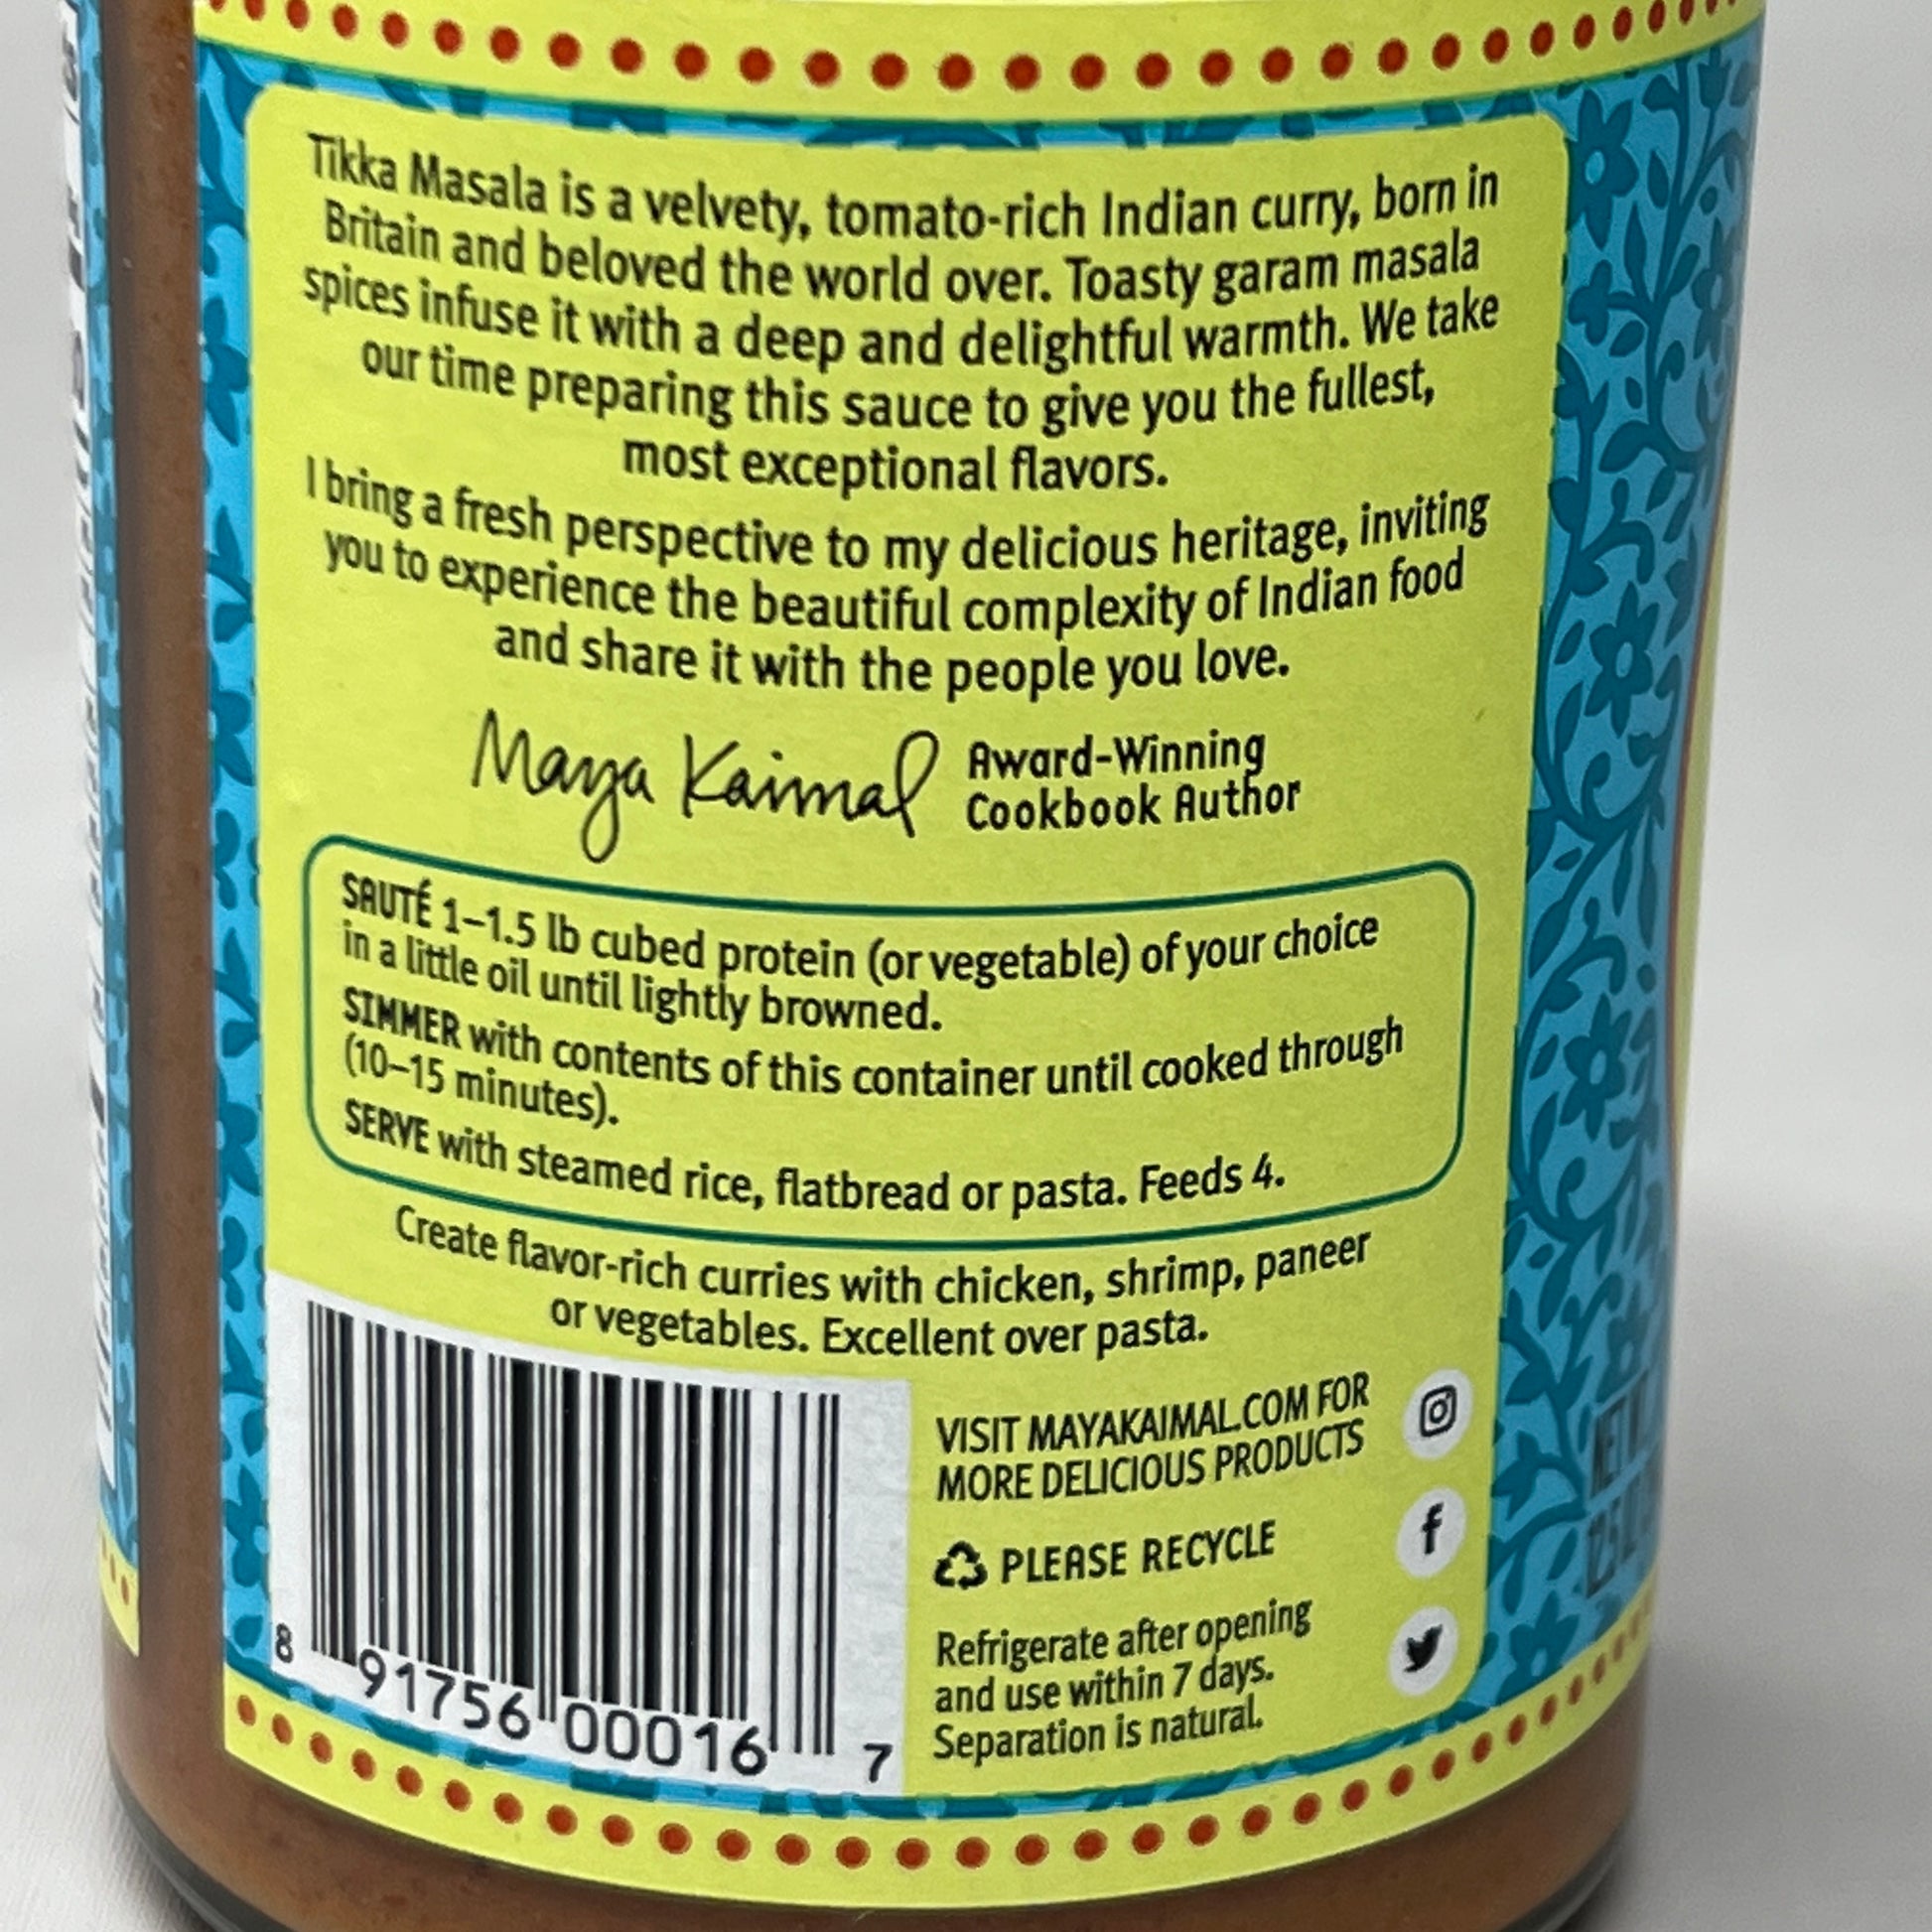 Tikka Masala is a velvety, tomato-rich Indian curry, born in
Britain and beloved the world over. Toasty garam masala
spices infuse it with a deep and delightful warmth. We take
our time preparing this sauce to give you the fullest,
most exceptional flavors.
I bring a fresh perspective to my delicious heritage, inviting
you to experience the beautiful complexity of Indian food
and share it with the people you love.
Maya Kaimal
Award-Winning
Cookbook Author
SAUTÉ 1–1.5 lb cubed protein (or vegetable) of your choice
in a little oil until lightly browned.
SIMMER with contents of this container until cooked through
(10–15 minutes).
SERVE with steamed rice, flatbread or pasta. Feeds 4.
Create flavor-rich curries with chicken, shrimp, paneer
or vegetables. Excellent over pasta.
VISIT MAYAKAIMAL.COM FOR
MORE DELICIOUS PRODUCTS
PLEASE RECYCLE
Refrigerate after opening
and use within 7 days.
Separation is natural.
8 91756 00016 7
NET